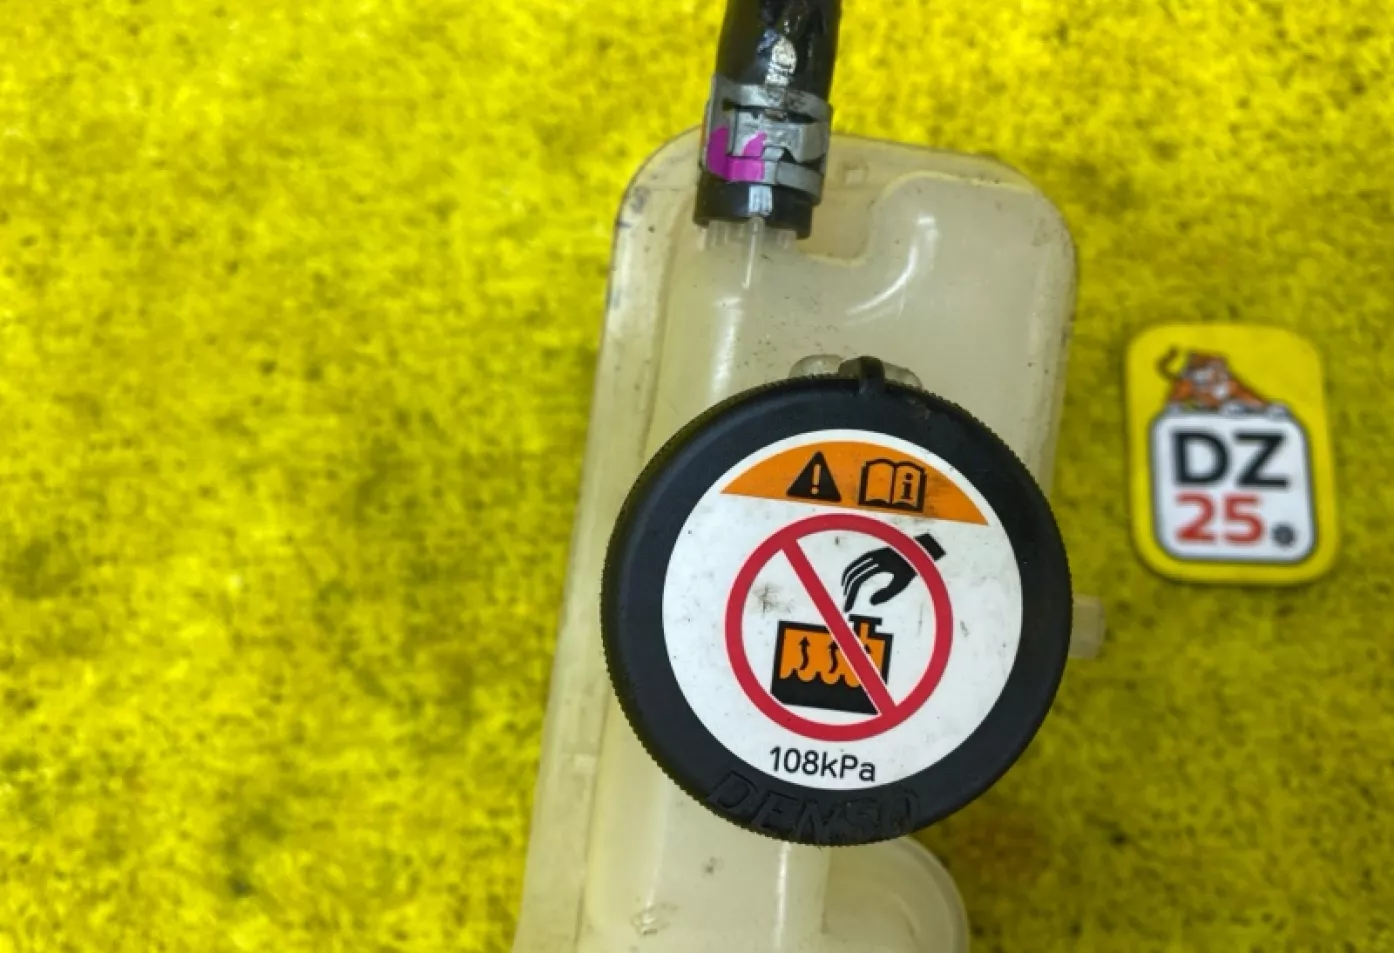 DZ
25.
108kPa
DENSO